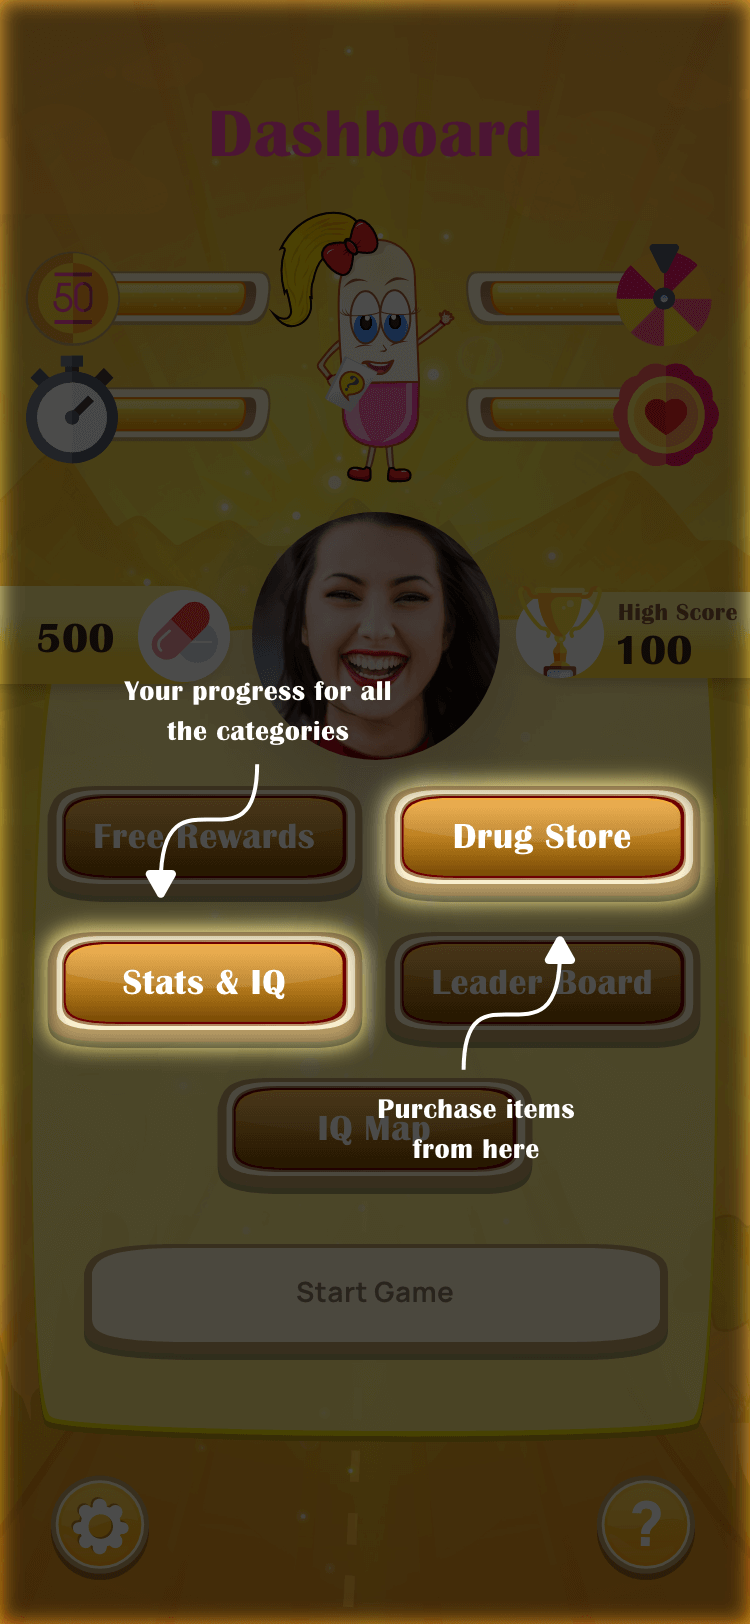 Dashboard
50
500
High Score
100
Your progress for all
the categories
Free Rewards
Drug Store
Stats & IQ
Leader Board
Purchase items
from here
IQ Map
Start Game
?